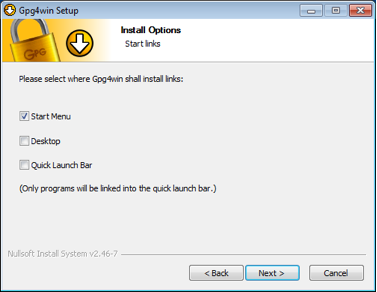 Gpg4win Setup
Install Options
Start links
GPG
Please select where Gpg4win shall install links:
Start Menu
Desktop
Quick Launch Bar
(Only programs will be linked into the quick launch bar.)
Nullsoft Install System v2.46-7
< Back
Next >
Cancel